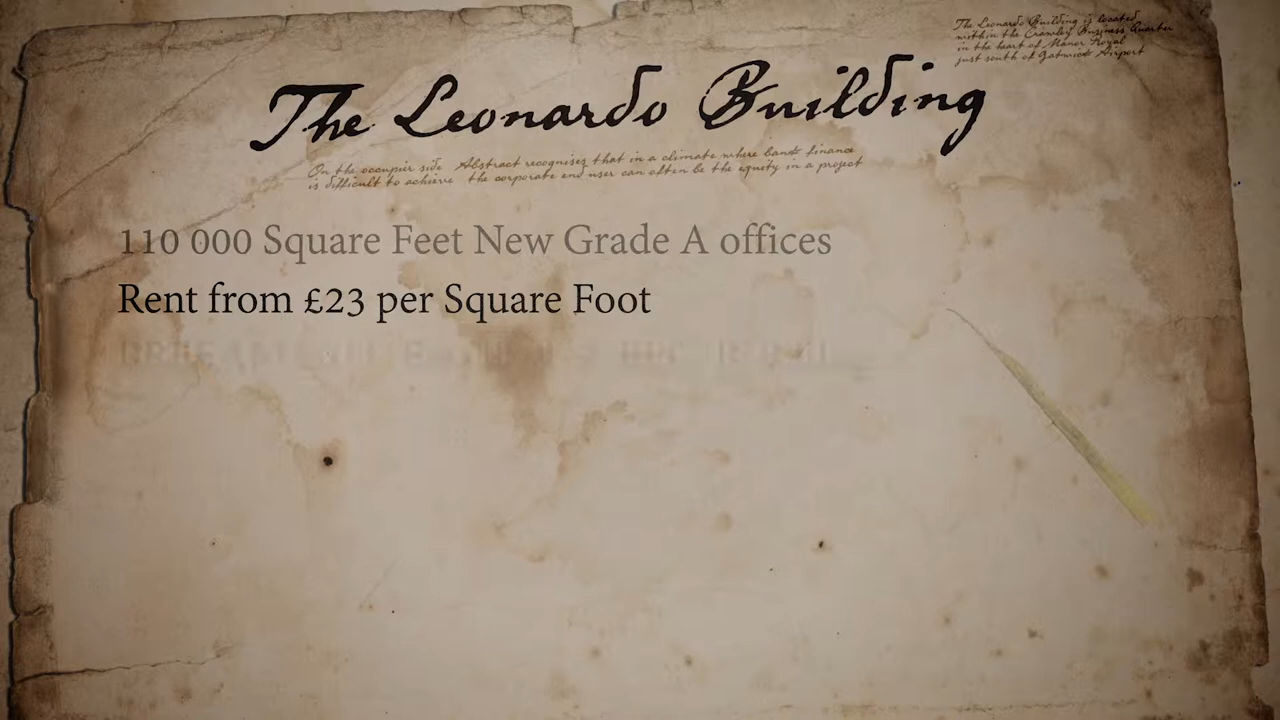 The Leonardo Building is located
within the Crawley Business Quarter
in the heart of Manor Royal
just south of Gatwick Airport
The Leonardo Building
On the occupier side Abstract recognises that in a climate where bank finance
is difficult to achieve the corporate end user can often be the equity in a project
110 000 Square Feet New Grade A offices
Rent from £23 per Square Foot